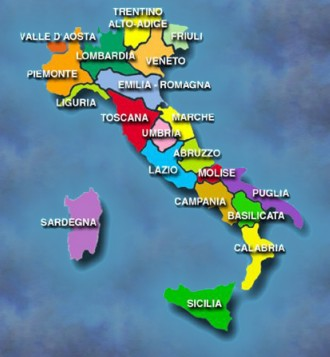 TRENTINO
ALTO-ADIGE
VALLE D'AOSTA
FRIULI
LOMBARDIA
VENETO
PIEMONTE
EMILIA - ROMAGNA
LIGURIA
TOSCANA
MARCHE
UMBRIA
ABRUZZO
LAZIO
MOLISE
PUGLIA
CAMPANIA
BASILICATA
SARDEGNA
CALABRIA
SICILIA